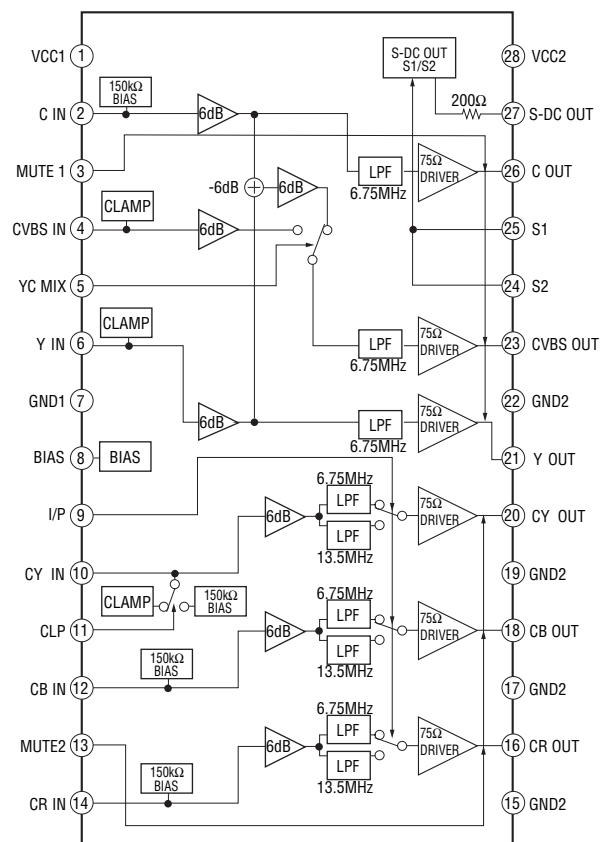 VCC1 1
150kΩ
BIAS
C IN 2
6dB
S-DC OUT
S1/S2
28 VCC2
200Ω
27 S-DC OUT
MUTE 1 3
LPF
6.75MHz
75Ω
DRIVER
26 C OUT
-6dB
6dB
CLAMP
CVBS IN 4
6dB
25 S1
YC MIX 5
24 S2
CLAMP
Y IN 6
LPF
6.75MHz
75Ω
DRIVER
23 CVBS OUT
GND1 7
6dB
LPF
6.75MHz
75Ω
DRIVER
22 GND2
BIAS 8 BIAS
21 Y OUT
I/P 9
6.75MHz
LPF
6dB
LPF
13.5MHz
75Ω
DRIVER
20 CY OUT
CY IN 10
19 GND2
CLAMP
150kΩ
BIAS
CLP 11
6.75MHz
LPF
6dB
LPF
13.5MHz
75Ω
DRIVER
18 CB OUT
150kΩ
BIAS
CB IN 12
17 GND2
MUTE2 13
6.75MHz
LPF
6dB
LPF
13.5MHz
75Ω
DRIVER
16 CR OUT
150kΩ
BIAS
CR IN 14
15 GND2